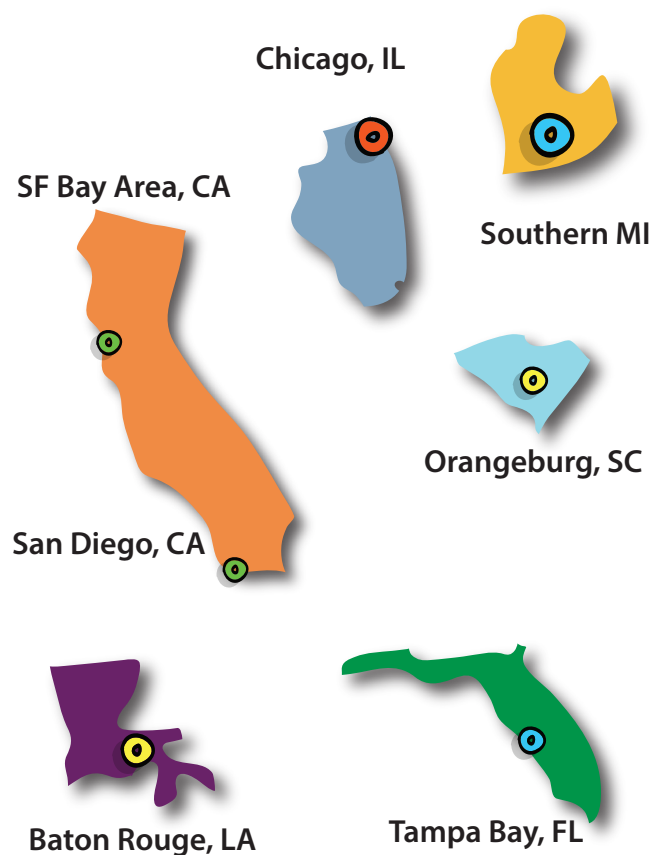 Chicago, IL
SF Bay Area, CA
Southern MI
Orangeburg, SC
San Diego, CA
Baton Rouge, LA
Tampa Bay, FL